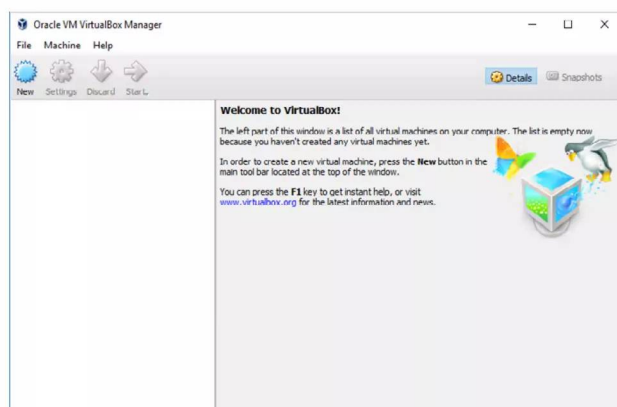 Oracle VM VirtualBox Manager
File Machine Help
New Settings Discard Start
Details Snapshots
Welcome to VirtualBox!
The left part of this window is a list of all virtual machines on your computer. The list is empty now
because you haven't created any virtual machines yet.
In order to create a new virtual machine, press the New button in the
main tool bar located at the top of the window.
You can press the F1 key to get instant help, or visit
www.virtualbox.org for the latest information and news.